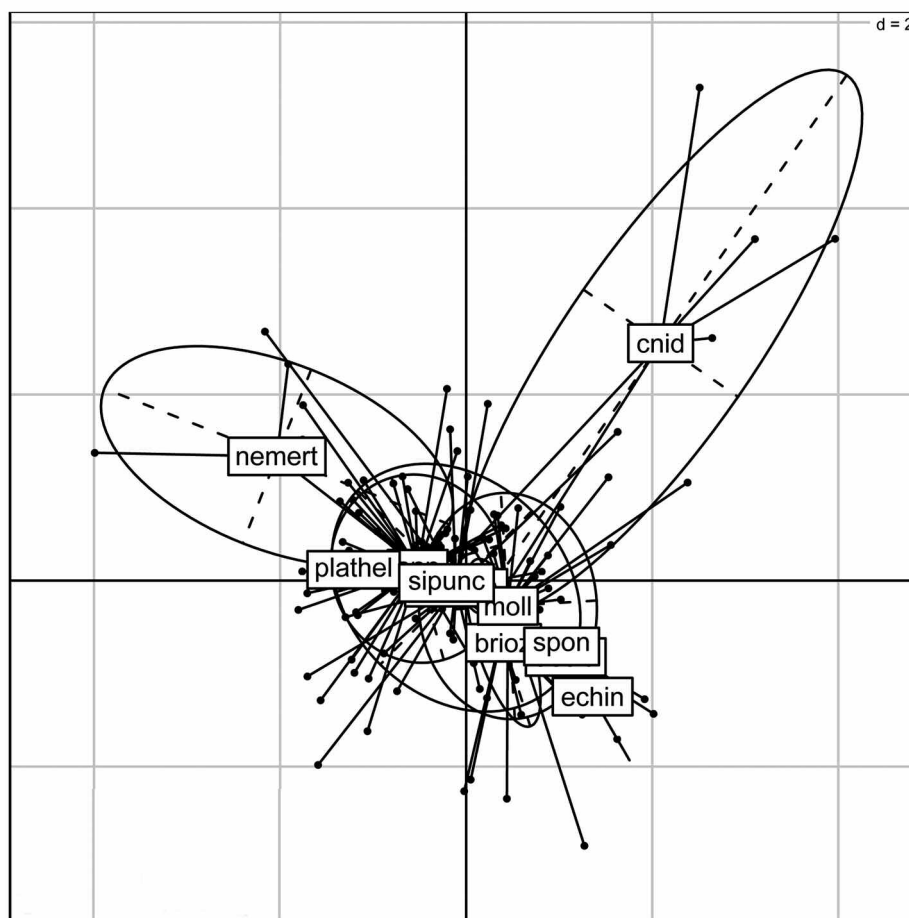 d = 2
cnid
nemert
plathel
sipunc
moll
brioz
spon
echin